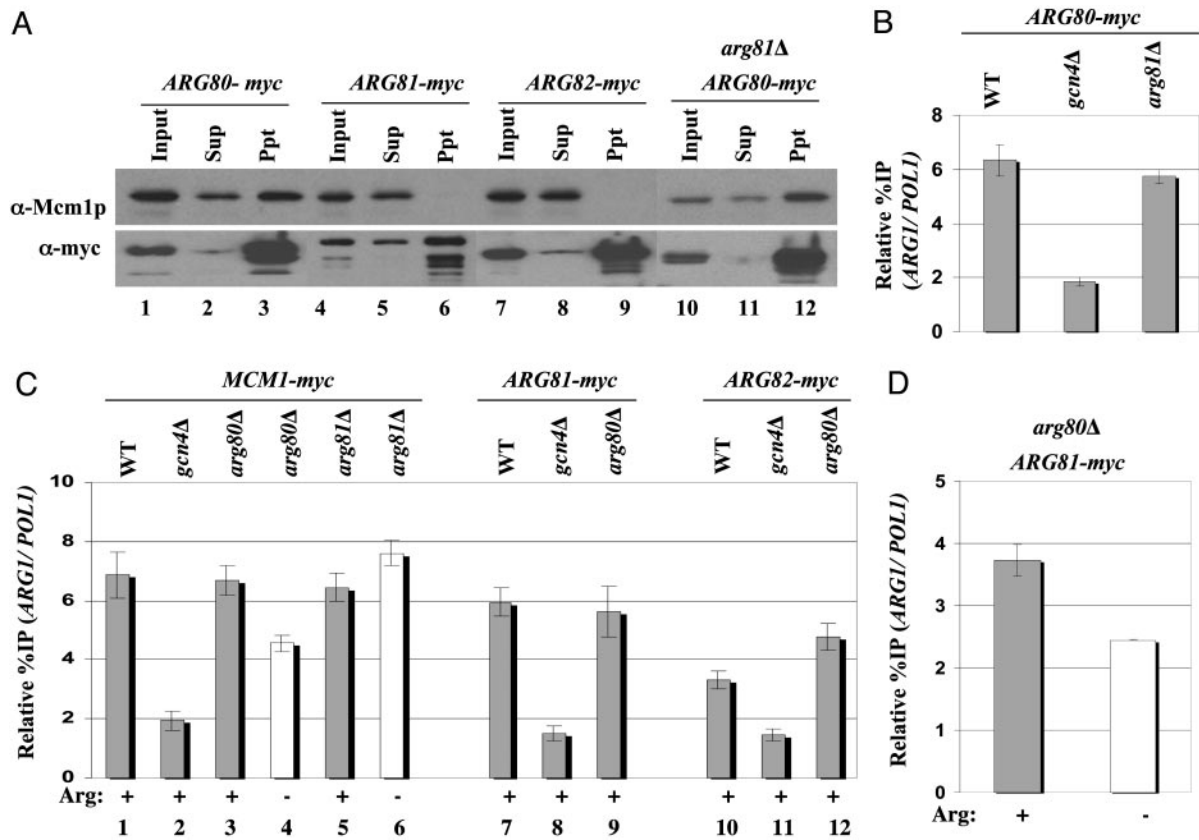 A
arg81Δ
ARG80- myc ARG81-myc ARG82-myc ARG80-myc
Input Sup Ppt Input Sup Ppt Input Sup Ppt Input Sup Ppt
α-Mcm1p
α-myc
1 2 3 4 5 6 7 8 9 10 11 12
B
ARG80-myc
WT gcn4Δ arg81Δ
Relative %IP
(ARG1/ POL1)
8
6
4
2
0
C
MCM1-myc ARG81-myc ARG82-myc
WT gcn4Δ arg80Δ arg80Δ arg81Δ arg81Δ WT gcn4Δ arg80Δ WT gcn4Δ arg80Δ
Relative %IP (ARG1/ POL1)
10
8
6
4
2
0
Arg: + + + - + - + + + + + +
1 2 3 4 5 6 7 8 9 10 11 12
D
arg80Δ
ARG81-myc
Relative %IP (ARG1/ POL1)
5
4
3
2
1
0
Arg: + -